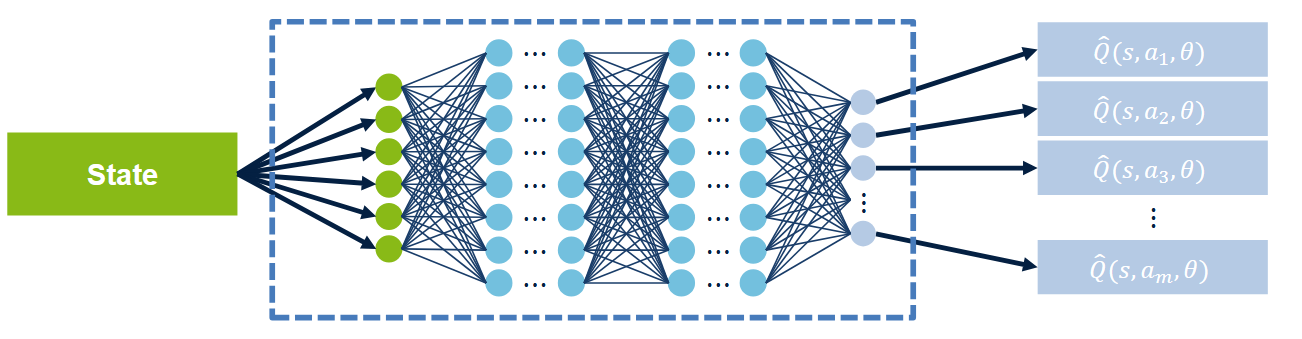 State
Q̂(s, a₁, θ)
Q̂(s, a₂, θ)
Q̂(s, a₃, θ)
⋮
Q̂(s, aₘ, θ)